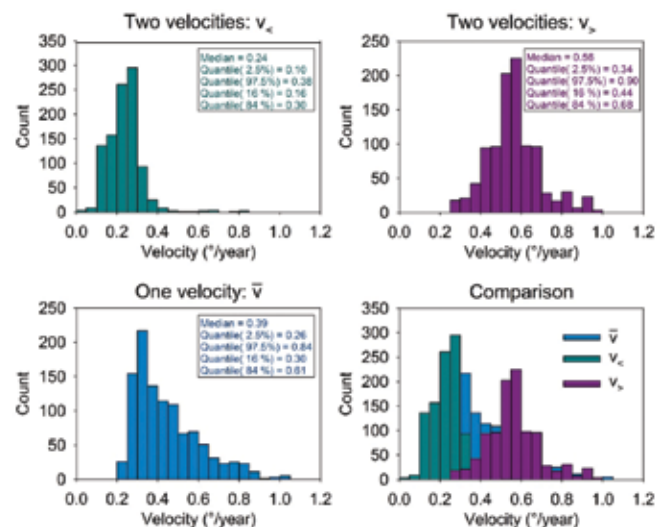 Two velocities: v<
350
300
250
200
150
100
50
0
Count
0.0 0.2 0.4 0.6 0.8 1.0 1.2
Velocity (°/year)
Median = 0.24
Quantile( 2.5%) = 0.10
Quantile( 97.5%) = 0.38
Quantile( 16 %) = 0.16
Quantile( 84 %) = 0.30
Two velocities: v>
250
200
150
100
50
0
Count
0.0 0.2 0.4 0.6 0.8 1.0 1.2
Velocity (°/year)
Median = 0.56
Quantile( 2.5%) = 0.34
Quantile( 97.5%) = 0.90
Quantile( 16 %) = 0.44
Quantile( 84 %) = 0.68
One velocity: v̅
250
200
150
100
50
0
Count
0.0 0.2 0.4 0.6 0.8 1.0 1.2
Velocity (°/year)
Median = 0.39
Quantile( 2.5%) = 0.26
Quantile( 97.5%) = 0.84
Quantile( 16 %) = 0.30
Quantile( 84 %) = 0.61
Comparison
350
300
250
200
150
100
50
0
Count
0.0 0.2 0.4 0.6 0.8 1.0 1.2
Velocity (°/year)
v̅
v<
v>